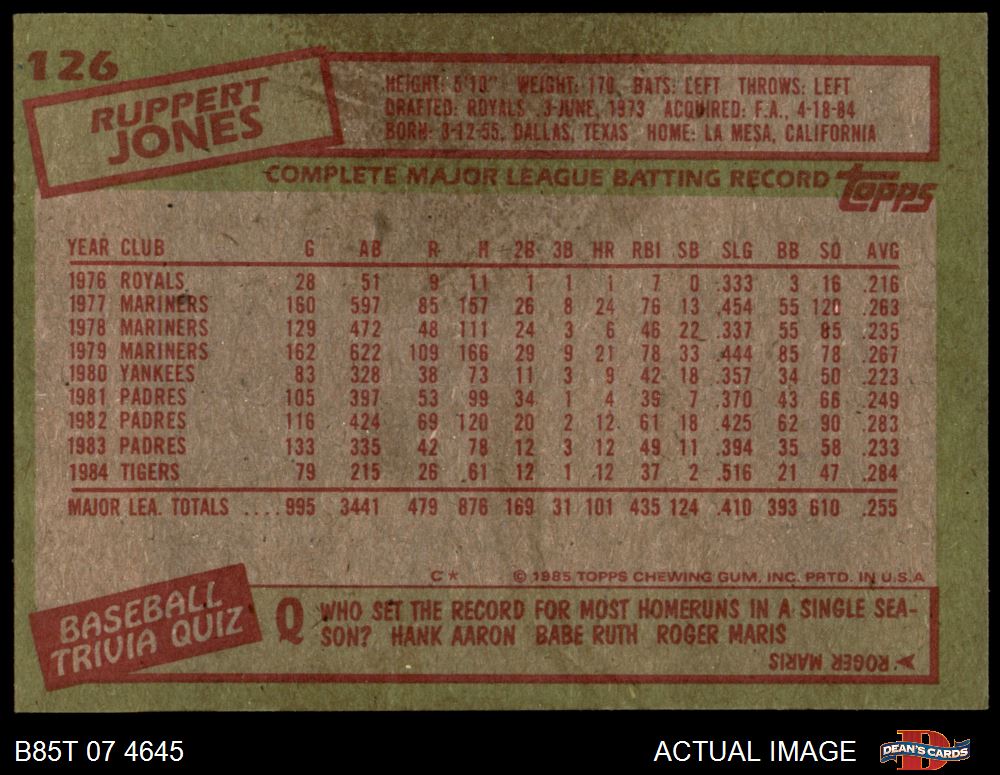 126
RUPPERT
JONES
HEIGHT: 5'10" WEIGHT: 170 BATS: LEFT THROWS: LEFT
DRAFTED: ROYALS 3-JUNE, 1973 ACQUIRED: F.A., 4-18-84
BORN: 3-12-55, DALLAS, TEXAS HOME: LA MESA, CALIFORNIA
COMPLETE MAJOR LEAGUE BATTING RECORD topps
YEAR CLUB G AB R H 2B 3B HR RBI SB SLG BB SO AVG
1976 ROYALS 28 51 9 11 1 1 1 7 0 .333 3 16 .216
1977 MARINERS 160 597 85 157 26 8 24 76 13 .454 55 120 .263
1978 MARINERS 129 472 48 111 24 3 6 46 22 .337 55 85 .235
1979 MARINERS 162 622 109 166 29 9 21 78 33 .444 85 78 .267
1980 YANKEES 83 328 38 73 11 3 9 42 18 .357 34 50 .223
1981 PADRES 105 397 53 99 34 1 4 39 7 .370 43 66 .249
1982 PADRES 116 424 69 120 20 2 12 61 18 .425 62 90 .283
1983 PADRES 133 335 42 78 12 3 12 49 11 .394 35 58 .233
1984 TIGERS 79 215 26 61 12 1 12 37 2 .516 21 47 .284
MAJOR LEA. TOTALS ....995 3441 479 876 169 31 101 435 124 .410 393 610 .255
C* © 1985 TOPPS CHEWING GUM, INC. PRTD. IN U.S.A
BASEBALL
TRIVIA QUIZ
Q WHO SET THE RECORD FOR MOST HOMERUNS IN A SINGLE SEA-
SON? HANK AARON BABE RUTH ROGER MARIS
ROGER MARIS
B85T 07 4645 ACTUAL IMAGE DEAN'S CARDS